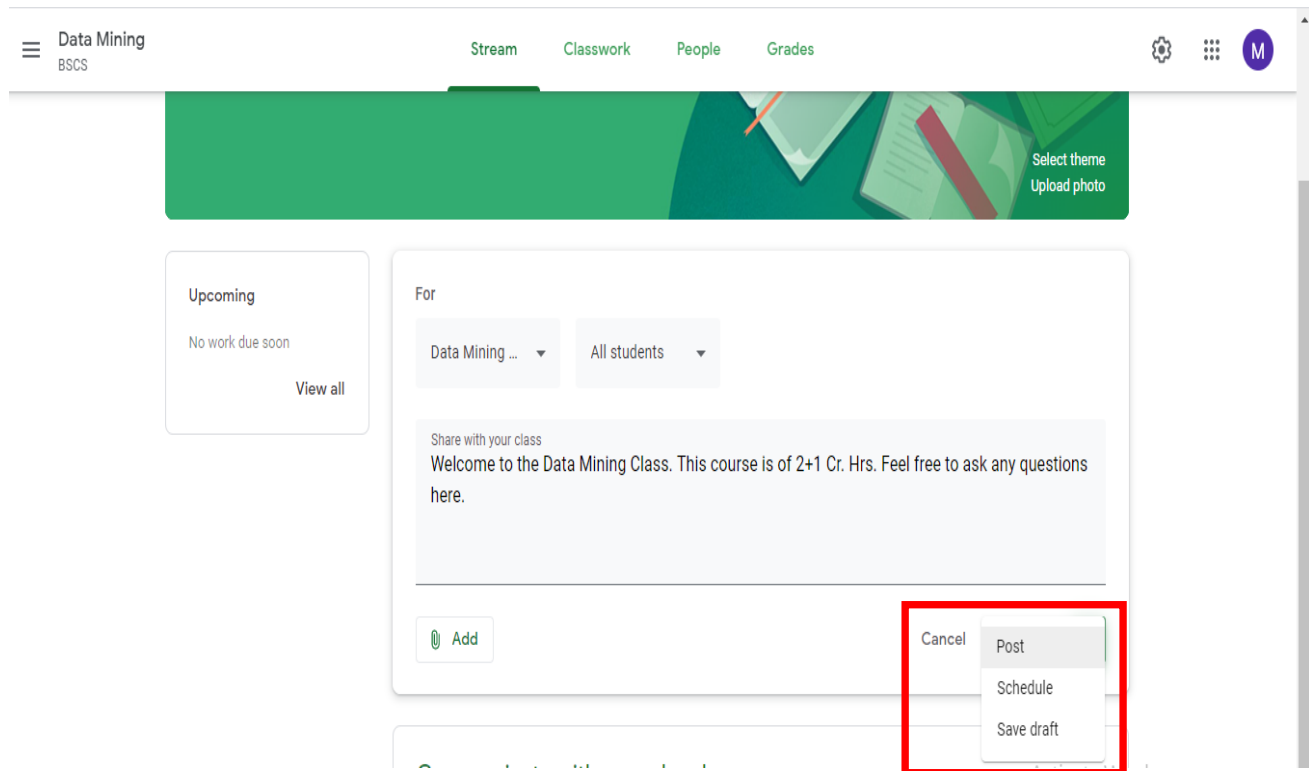 Data Mining
BSCS
Stream Classwork People Grades
M
Select theme
Upload photo
Upcoming
No work due soon
View all
For
Data Mining ...
All students
Share with your class
Welcome to the Data Mining Class. This course is of 2+1 Cr. Hrs. Feel free to ask any questions
here.
Add
Cancel
Post
Schedule
Save draft